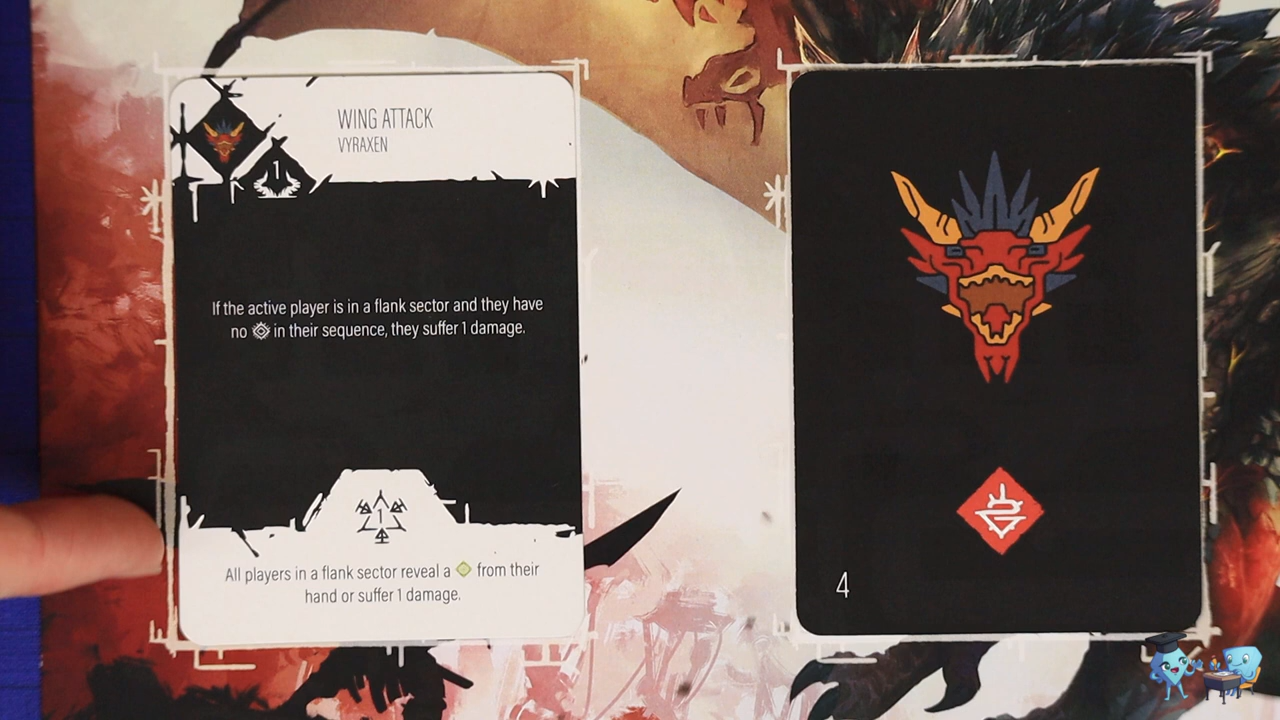 WING ATTACK
VYRAXEN
1
If the active player is in a flank sector and they have
no in their sequence, they suffer 1 damage.
1
All players in a flank sector reveal a from their
hand or suffer 1 damage.
4